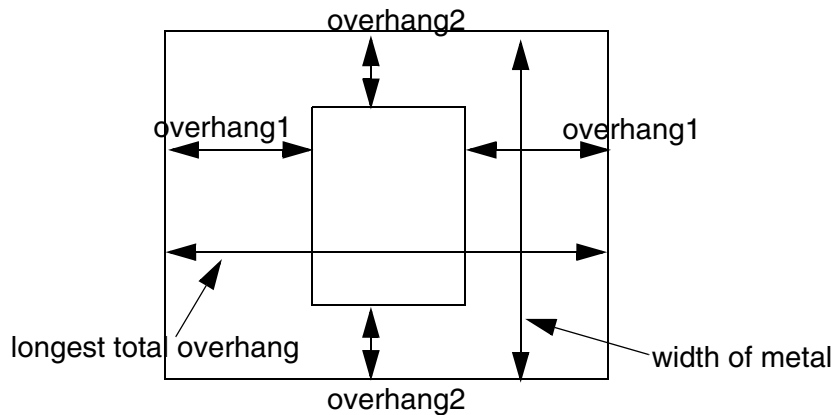 overhang2
overhang1
overhang1
longest total overhang
width of metal
overhang2